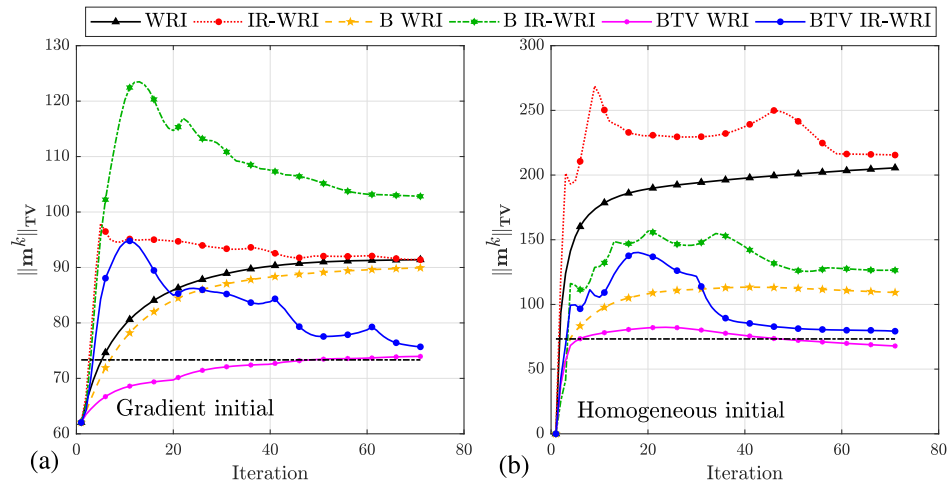 WRI IR-WRI B WRI B IR-WRI BTV WRI BTV IR-WRI
130
120
110
100
90
80
70
60
‖m^k‖_TV
0 20 40 60 80
Iteration
Gradient initial
(a)
300
250
200
150
100
50
0
‖m^k‖_TV
0 20 40 60 80
Iteration
Homogeneous initial
(b)